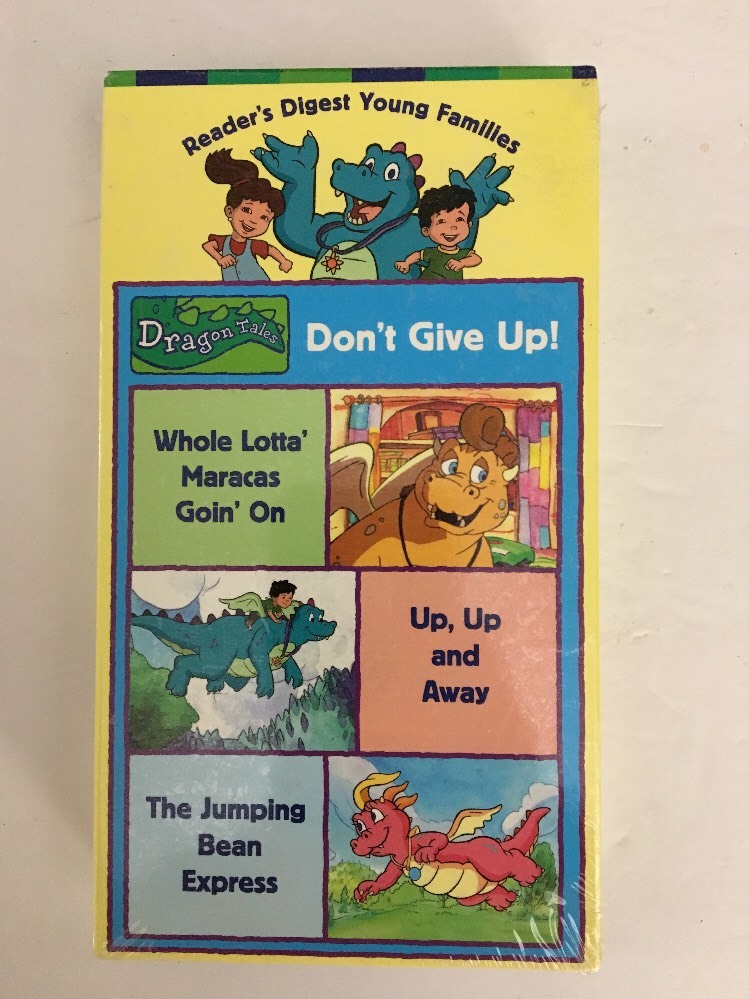 Reader's Digest Young Families
Dragon Tales
Don't Give Up!
Whole Lotta'
Maracas
Goin' On
Up, Up
and
Away
The Jumping
Bean
Express